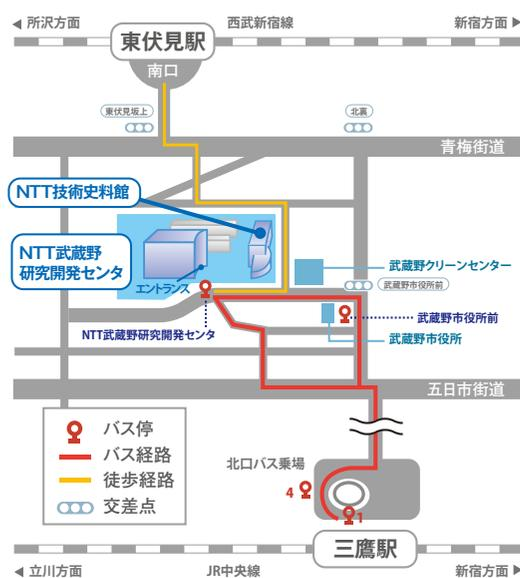 所沢方面
西武新宿線
新宿方面
東伏見駅
南口
東伏見坂上
北裏
青梅街道
NTT技術史料館
NTT武蔵野
研究開発センタ
エントランス
武蔵野クリーンセンター
武蔵野市役所前
武蔵野市役所前
NTT武蔵野研究開発センタ
武蔵野市役所
五日市街道
バス停
バス経路
徒歩経路
交差点
北口バス乗場
4
1
三鷹駅
立川方面
JR中央線
新宿方面